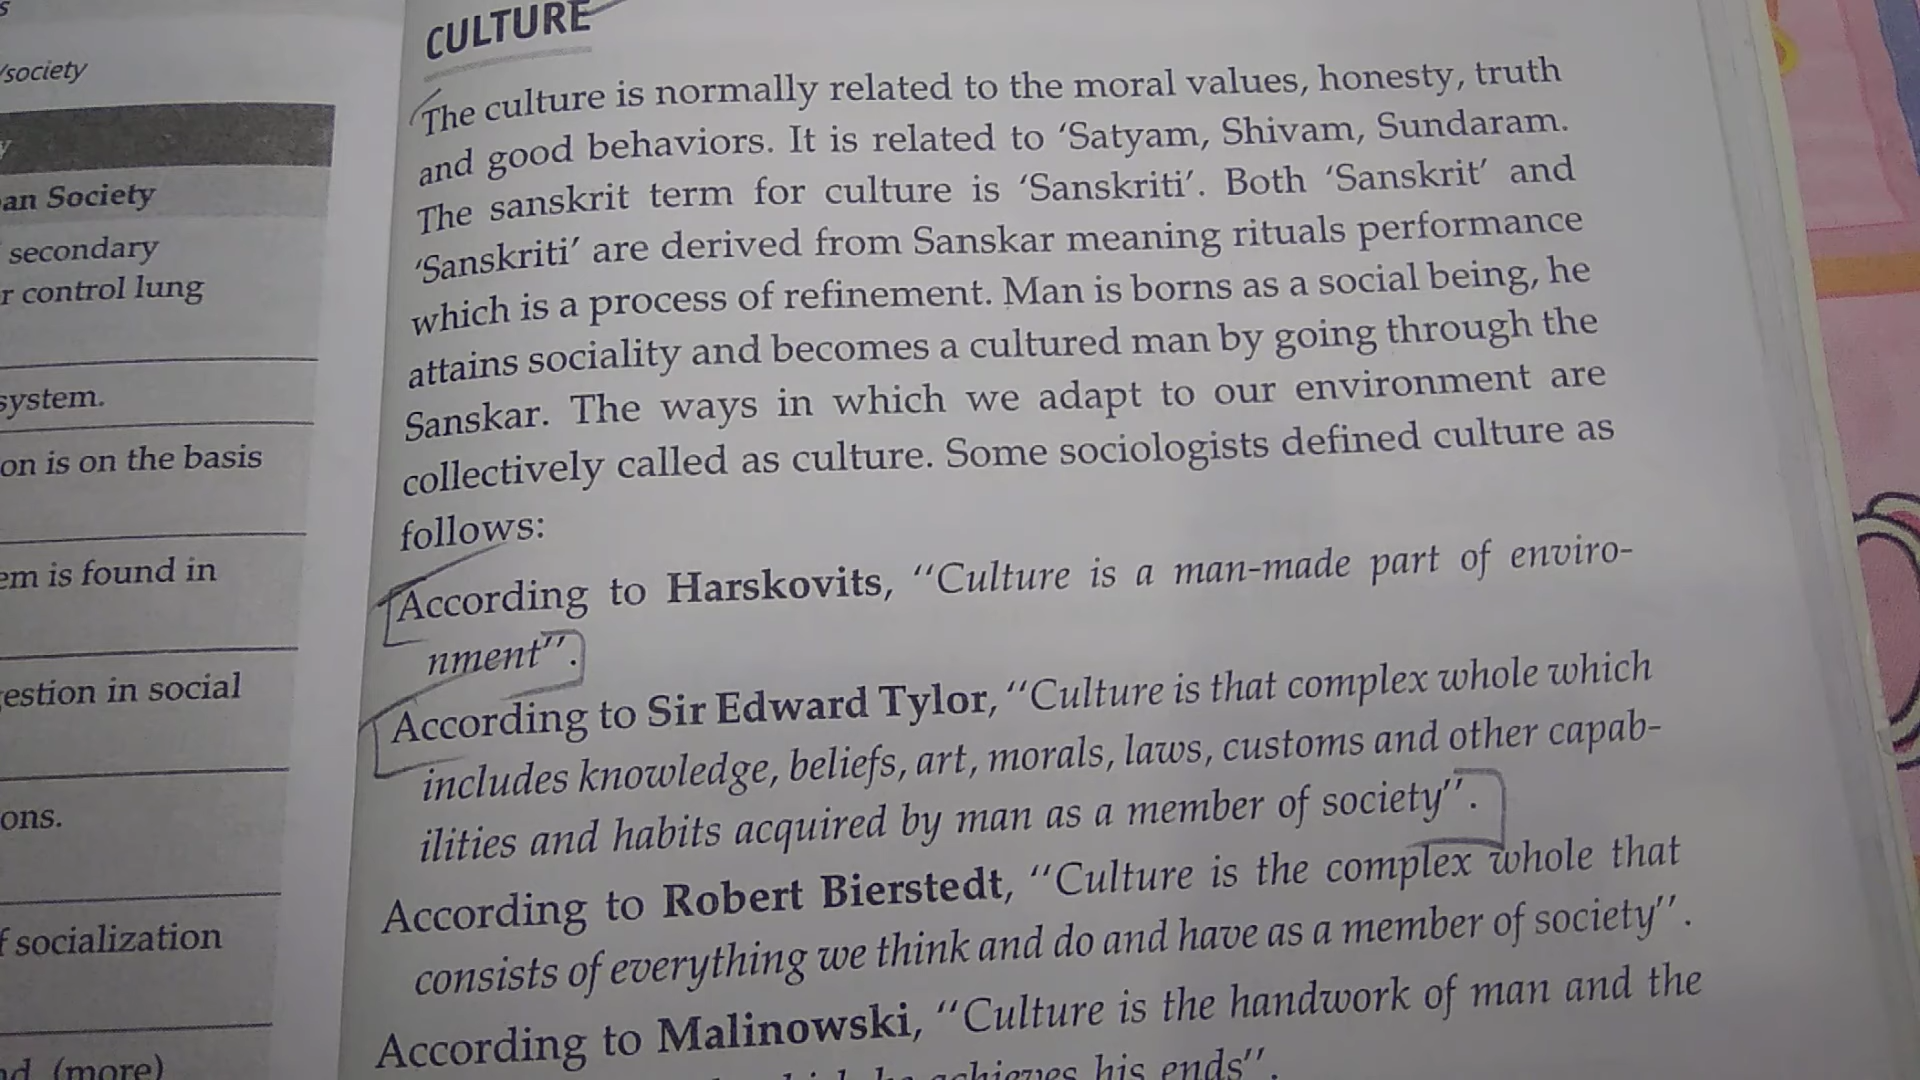 /society
an Society
secondary
r control lung
system.
on is on the basis
em is found in
estion in social
ons.
f socialization
(more)
CULTURE
The culture is normally related to the moral values, honesty, truth
and good behaviors. It is related to ‘Satyam, Shivam, Sundaram.
The sanskrit term for culture is ‘Sanskriti’. Both ‘Sanskrit’ and
‘Sanskriti’ are derived from Sanskar meaning rituals performance
which is a process of refinement. Man is borns as a social being, he
attains sociality and becomes a cultured man by going through the
Sanskar. The ways in which we adapt to our environment are
collectively called as culture. Some sociologists defined culture as
follows:
According to Harskovits, “Culture is a man-made part of enviro-
nment”.
According to Sir Edward Tylor, “Culture is that complex whole which
includes knowledge, beliefs, art, morals, laws, customs and other capab-
ilities and habits acquired by man as a member of society”.
According to Robert Bierstedt, “Culture is the complex whole that
consists of everything we think and do and have as a member of society”.
According to Malinowski, “Culture is the handwork of man and the
he achieves his ends”.